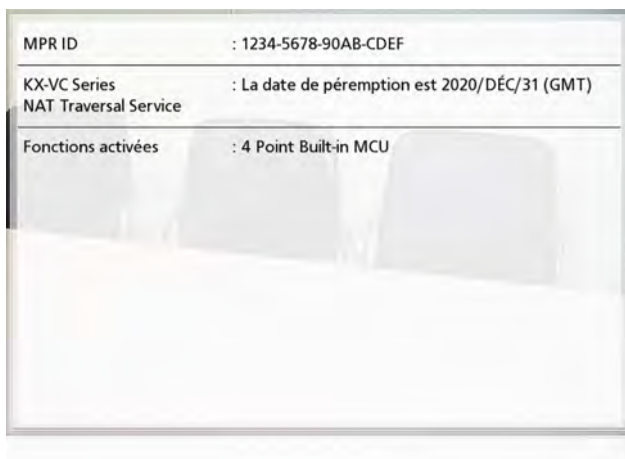 MPR ID : 1234-5678-90AB-CDEF
KX-VC Series : La date de péremption est 2020/DÉC/31 (GMT)
NAT Traversal Service
Fonctions activées : 4 Point Built-in MCU